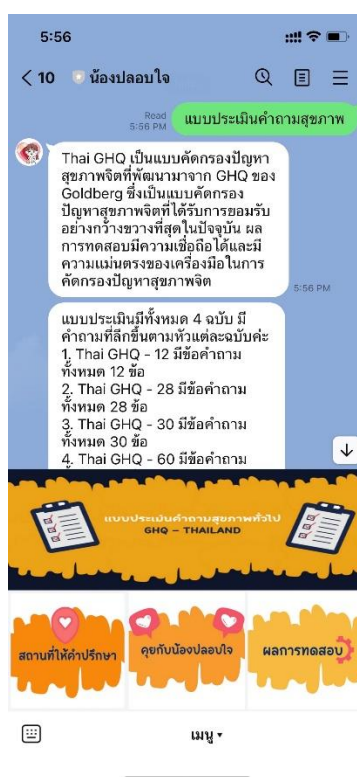 5:56
10 น้องปลอบใจ
Read
5:56 PM
แบบประเมินคำถามสุขภาพ
Thai GHQ เป็นแบบคัดกรองปัญหา
สุขภาพจิตที่พัฒนามาจาก GHQ ของ
Goldberg ซึ่งเป็นแบบคัดกรอง
ปัญหาสุขภาพจิตที่ได้รับการยอมรับ
อย่างกว้างขวางที่สุดในปัจจุบัน ผล
การทดสอบมีความเชื่อถือได้และมี
ความแม่นตรงของเครื่องมือในการ
คัดกรองปัญหาสุขภาพจิต
5:56 PM
แบบประเมินมีทั้งหมด 4 ฉบับ มี
คำถามที่ลึกขึ้นตามหัวแต่ละฉบับค่ะ
1. Thai GHQ - 12 มีข้อคำถาม
ทั้งหมด 12 ข้อ
2. Thai GHQ - 28 มีข้อคำถาม
ทั้งหมด 28 ข้อ
3. Thai GHQ - 30 มีข้อคำถาม
ทั้งหมด 30 ข้อ
4. Thai GHQ - 60 มีข้อคำถาม
แบบประเมินคำถามสุขภาพทั่วไป
GHQ – THAILAND
สถานที่ให้คำปรึกษา
คุยกับน้องปลอบใจ
ผลการทดสอบ
เมนู